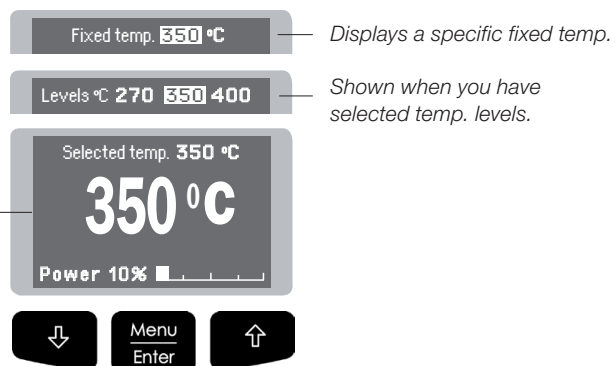 Fixed temp. 350 °C
Displays a specific fixed temp.
Levels °C 270 350 400
Shown when you have
selected temp. levels.
Selected temp. 350 °C
350 °C
Power 10%
Menu
Enter